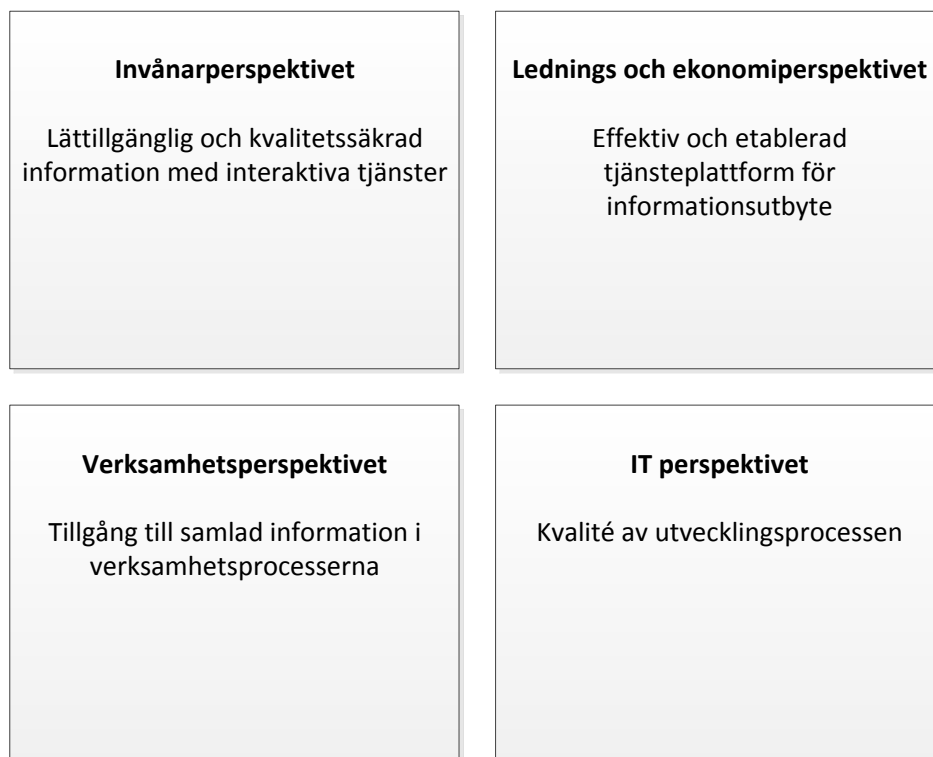 Invånarperspektivet
Lättillgänglig och kvalitetssäkrad
information med interaktiva tjänster
Lednings och ekonomiperspektivet
Effektiv och etablerad
tjänsteplattform för
informationsutbyte
Verksamhetsperspektivet
Tillgång till samlad information i
verksamhetsprocesserna
IT perspektivet
Kvalité av utvecklingsprocessen